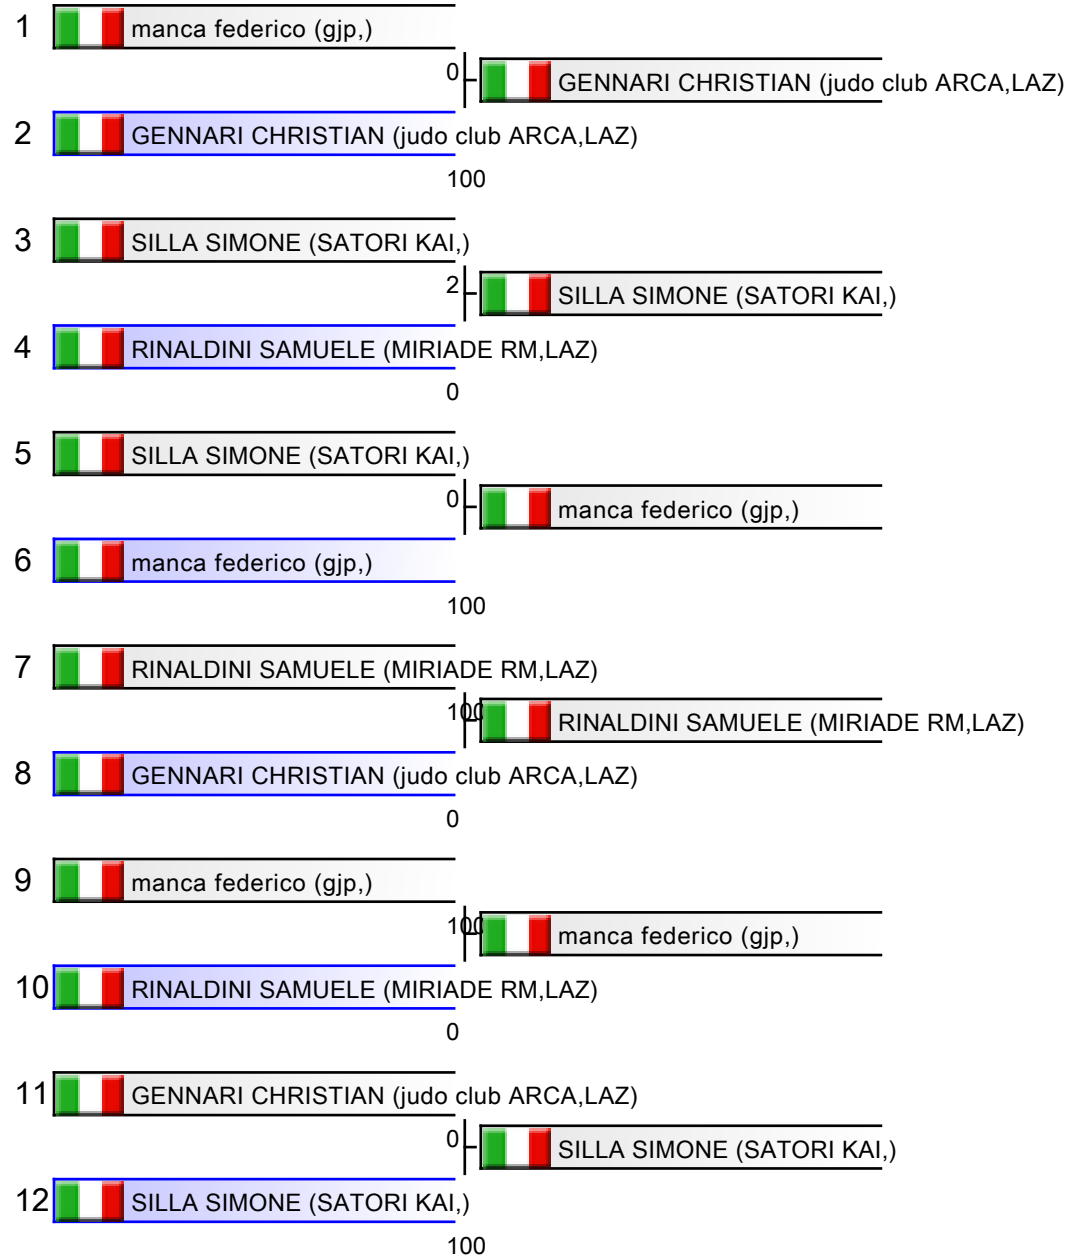 1 manca federico (gjp,)
0 GENNARI CHRISTIAN (judo club ARCA,LAZ)
2 GENNARI CHRISTIAN (judo club ARCA,LAZ)
100
3 SILLA SIMONE (SATORI KAI,)
2 SILLA SIMONE (SATORI KAI,)
4 RINALDINI SAMUELE (MIRIADE RM,LAZ)
0
5 SILLA SIMONE (SATORI KAI,)
0 manca federico (gjp,)
6 manca federico (gjp,)
100
7 RINALDINI SAMUELE (MIRIADE RM,LAZ)
100 RINALDINI SAMUELE (MIRIADE RM,LAZ)
8 GENNARI CHRISTIAN (judo club ARCA,LAZ)
0
9 manca federico (gjp,)
100 manca federico (gjp,)
10 RINALDINI SAMUELE (MIRIADE RM,LAZ)
0
11 GENNARI CHRISTIAN (judo club ARCA,LAZ)
0 SILLA SIMONE (SATORI KAI,)
12 SILLA SIMONE (SATORI KAI,)
100